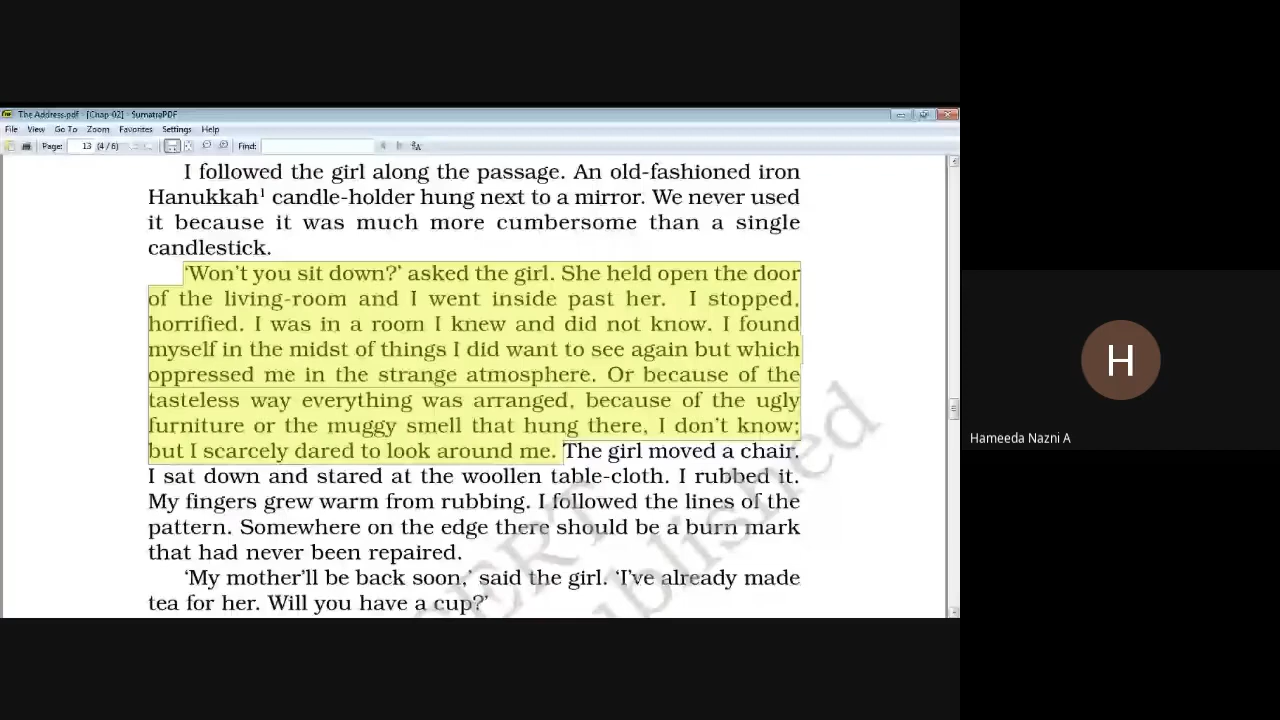 The Address.pdf - [Chap-02] - SumatraPDF
File View Go To Zoom Favorites Settings Help
Page: 13 (4 / 6) Find:
I followed the girl along the passage. An old-fashioned iron
Hanukkah¹ candle-holder hung next to a mirror. We never used
it because it was much more cumbersome than a single
candlestick.
‘Won’t you sit down?’ asked the girl. She held open the door
of the living-room and I went inside past her. I stopped,
horrified. I was in a room I knew and did not know. I found
myself in the midst of things I did want to see again but which
oppressed me in the strange atmosphere. Or because of the
tasteless way everything was arranged, because of the ugly
furniture or the muggy smell that hung there, I don’t know;
but I scarcely dared to look around me. The girl moved a chair.
I sat down and stared at the woollen table-cloth. I rubbed it.
My fingers grew warm from rubbing. I followed the lines of the
pattern. Somewhere on the edge there should be a burn mark
that had never been repaired.
‘My mother’ll be back soon,’ said the girl. ‘I’ve already made
tea for her. Will you have a cup?’
H
Hameeda Nazni A